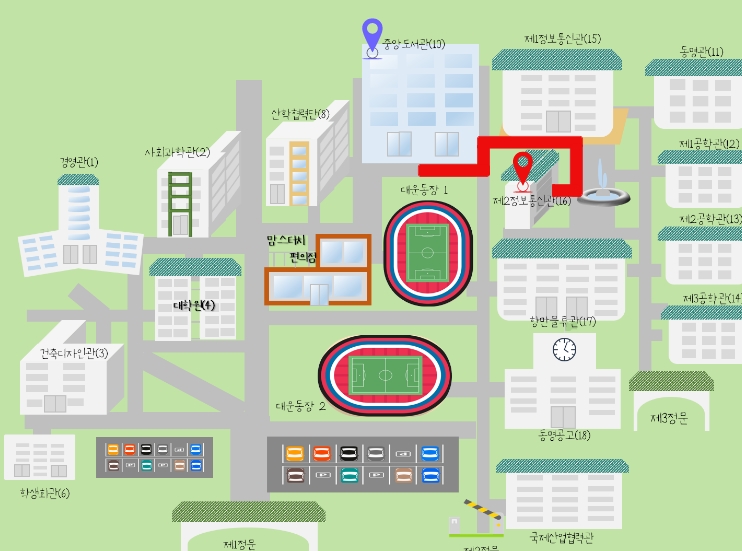 중앙도서관(10)
제1정보통신관(15)
동명관(11)
산학협력단(8)
제1공학관(12)
사회과학관(2)
경영관(1)
대운동장 1
제2정보통신관(16)
제2공학관(13)
맘스터치
편의점
제3공학관(14)
대학원(4)
항만물류관(17)
건축디자인관(3)
대운동장 2
제3정문
동명공고(18)
학생회관(6)
국제산업협력관
제1정문
제2정문